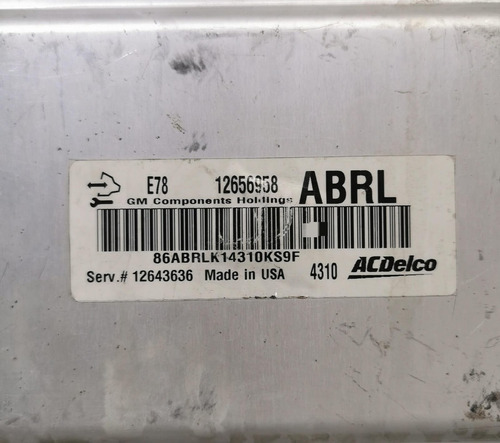 E78 12656958 ABRL
GM Components Holdings
86ABRLK14310KS9F
Serv.# 12643636 Made in USA 4310 ACDelco